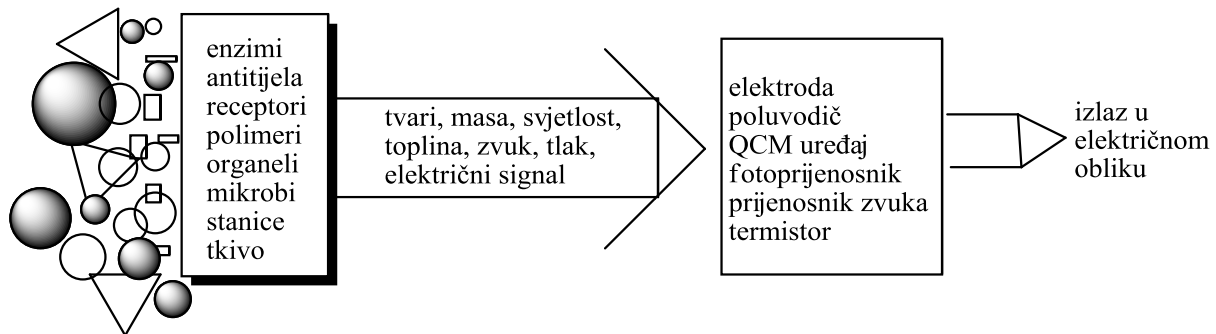 enzimi
antitijela
receptori
polimeri
organeli
mikrobi
stanice
tkivo
tvari, masa, svjetlost,
toplina, zvuk, tlak,
električni signal
elektroda
poluvodič
QCM uređaj
fotoprijenosnik
prijenosnik zvuka
termistor
izlaz u
električnom
obliku